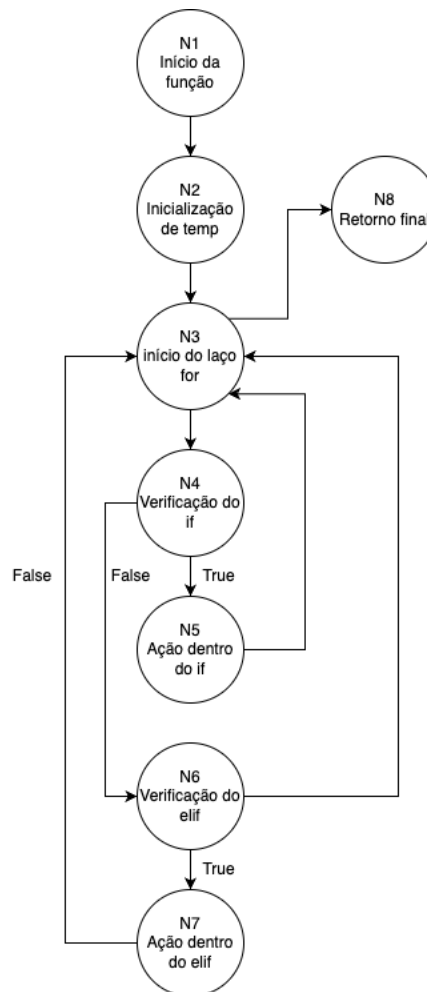 N1
Início da
função
N2
Inicialização
de temp
N8
Retorno final
N3
início do laço
for
N4
Verificação do
if
False
False
True
N5
Ação dentro
do if
N6
Verificação do
elif
True
N7
Ação dentro
do elif